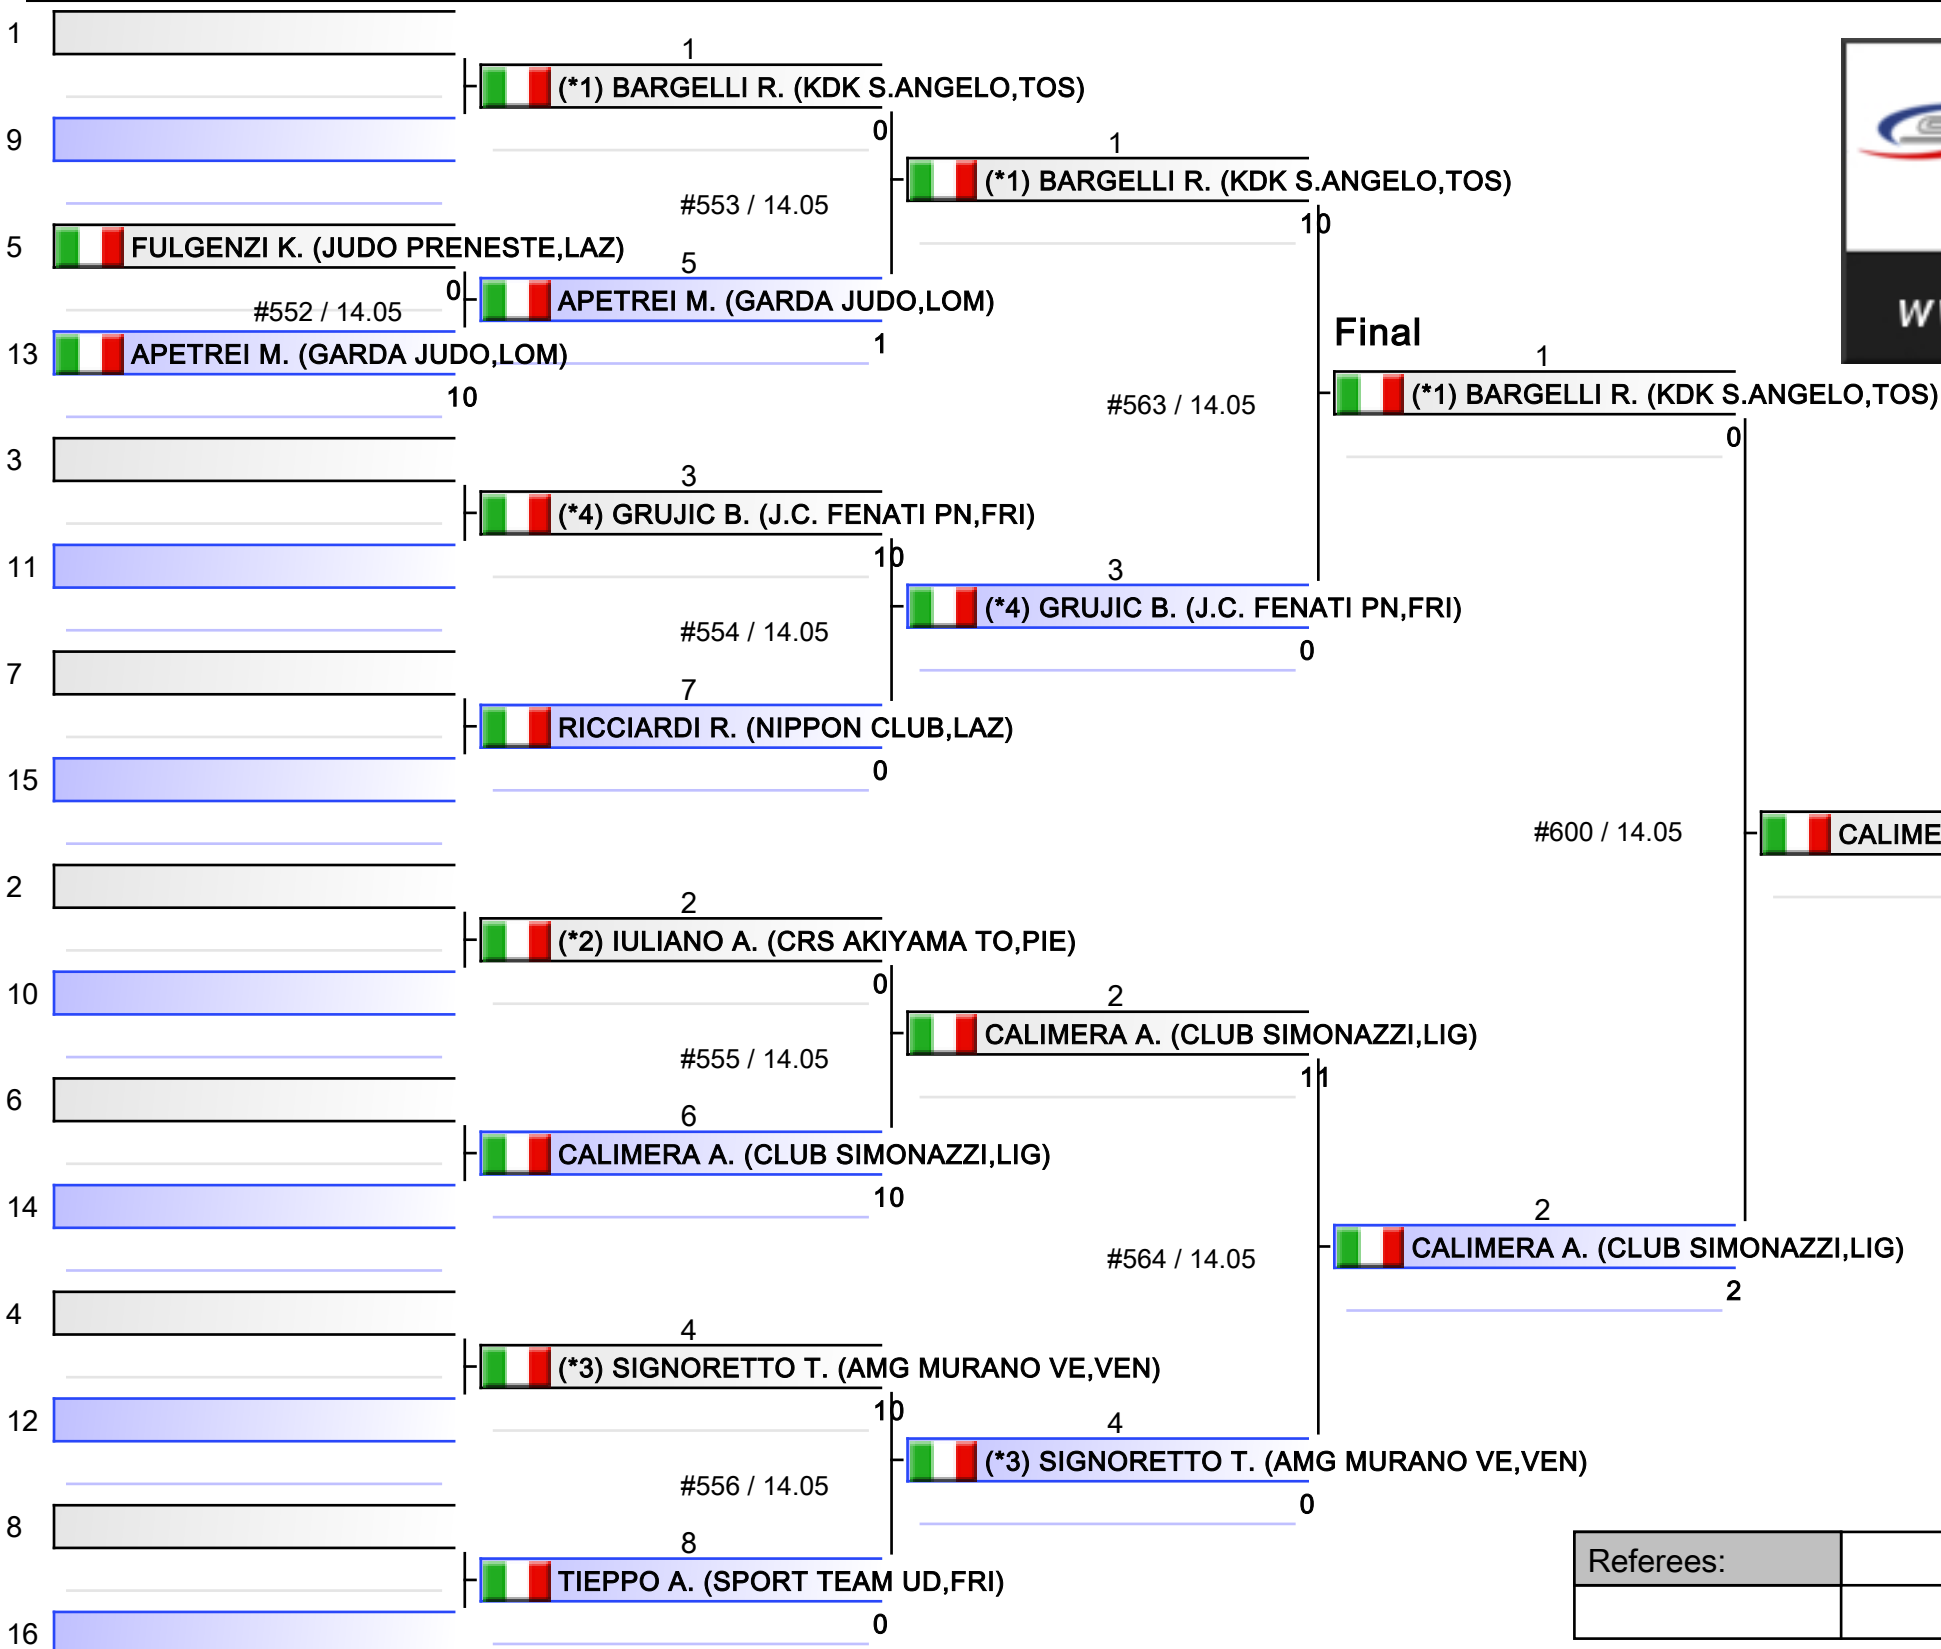 1
1
(*1) BARGELLI R. (KDK S.ANGELO,TOS)
0
9
1
(*1) BARGELLI R. (KDK S.ANGELO,TOS)
10
#553 / 14.05
5
FULGENZI K. (JUDO PRENESTE,LAZ)
0
5
APETREI M. (GARDA JUDO,LOM)
1
#552 / 14.05
13
APETREI M. (GARDA JUDO,LOM)
10
Final
1
(*1) BARGELLI R. (KDK S.ANGELO,TOS)
0
#563 / 14.05
3
3
(*4) GRUJIC B. (J.C. FENATI PN,FRI)
10
11
3
(*4) GRUJIC B. (J.C. FENATI PN,FRI)
0
#554 / 14.05
7
7
RICCIARDI R. (NIPPON CLUB,LAZ)
0
15
#600 / 14.05
CALIME
2
2
(*2) IULIANO A. (CRS AKIYAMA TO,PIE)
0
10
2
CALIMERA A. (CLUB SIMONAZZI,LIG)
11
#555 / 14.05
6
6
CALIMERA A. (CLUB SIMONAZZI,LIG)
10
14
#564 / 14.05
2
CALIMERA A. (CLUB SIMONAZZI,LIG)
2
4
4
(*3) SIGNORETTO T. (AMG MURANO VE,VEN)
10
12
4
(*3) SIGNORETTO T. (AMG MURANO VE,VEN)
0
#556 / 14.05
8
8
TIEPPO A. (SPORT TEAM UD,FRI)
0
16
Referees: